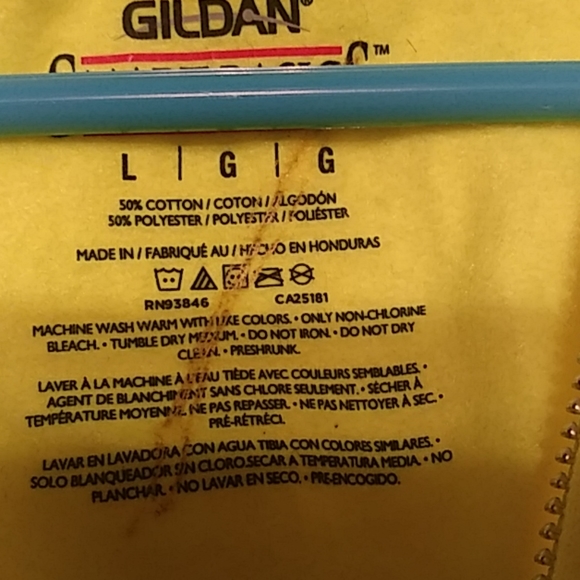 GILDAN®
L | G | G
50% COTTON / COTON / ALGODÓN
50% POLYESTER / POLYESTER / POLIÉSTER
MADE IN / FABRIQUÉ AU / HECHO EN HONDURAS
RN93846 CA25181
MACHINE WASH WARM WITH LIKE COLORS. • ONLY NON-CHLORINE
BLEACH. • TUMBLE DRY MEDIUM. • DO NOT IRON. • DO NOT DRY
CLEAN. • PRESHRUNK.
LAVER À LA MACHINE À L'EAU TIÈDE AVEC COULEURS SEMBLABLES. •
AGENT DE BLANCHIMENT SANS CHLORE SEULEMENT. • SÉCHER À
TEMPÉRATURE MOYENNE. NE PAS REPASSER. • NE PAS NETTOYER À SEC. •
PRÉ-RÉTRÉCI.
LAVAR EN LAVADORA CON AGUA TIBIA CON COLORES SIMILARES. •
SOLO BLANQUEADOR SIN CLORO.SECAR A TEMPERATURA MEDIA. • NO
PLANCHAR. • NO LAVAR EN SECO. • PRE-ENCOGIDO.